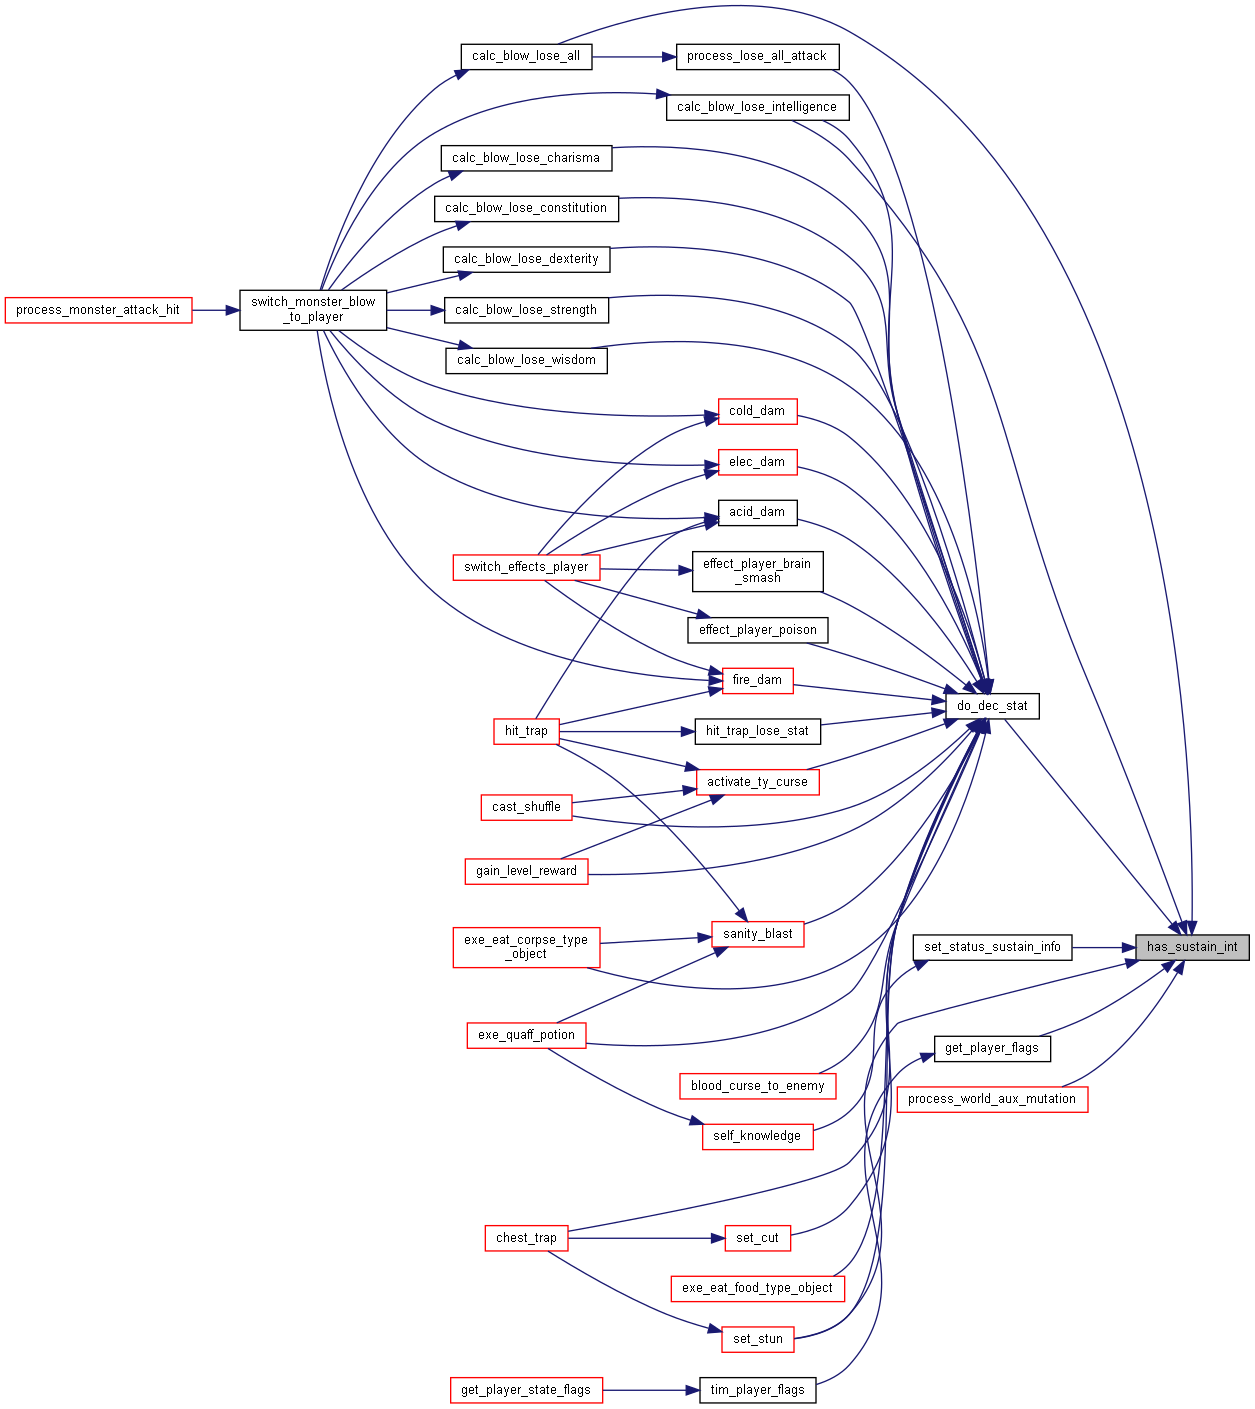 calc_blow_lose_all
process_lose_all_attack
calc_blow_lose_intelligence
calc_blow_lose_charisma
calc_blow_lose_constitution
calc_blow_lose_dexterity
process_monster_attack_hit
switch_monster_blow
_to_player
calc_blow_lose_strength
calc_blow_lose_wisdom
cold_dam
elec_dam
acid_dam
switch_effects_player
effect_player_brain
_smash
effect_player_poison
fire_dam
do_dec_stat
hit_trap
hit_trap_lose_stat
activate_ty_curse
cast_shuffle
gain_level_reward
sanity_blast
exe_eat_corpse_type
_object
set_status_sustain_info
has_sustain_int
exe_quaff_potion
get_player_flags
blood_curse_to_enemy
process_world_aux_mutation
self_knowledge
chest_trap
set_cut
exe_eat_food_type_object
set_stun
get_player_state_flags
tim_player_flags